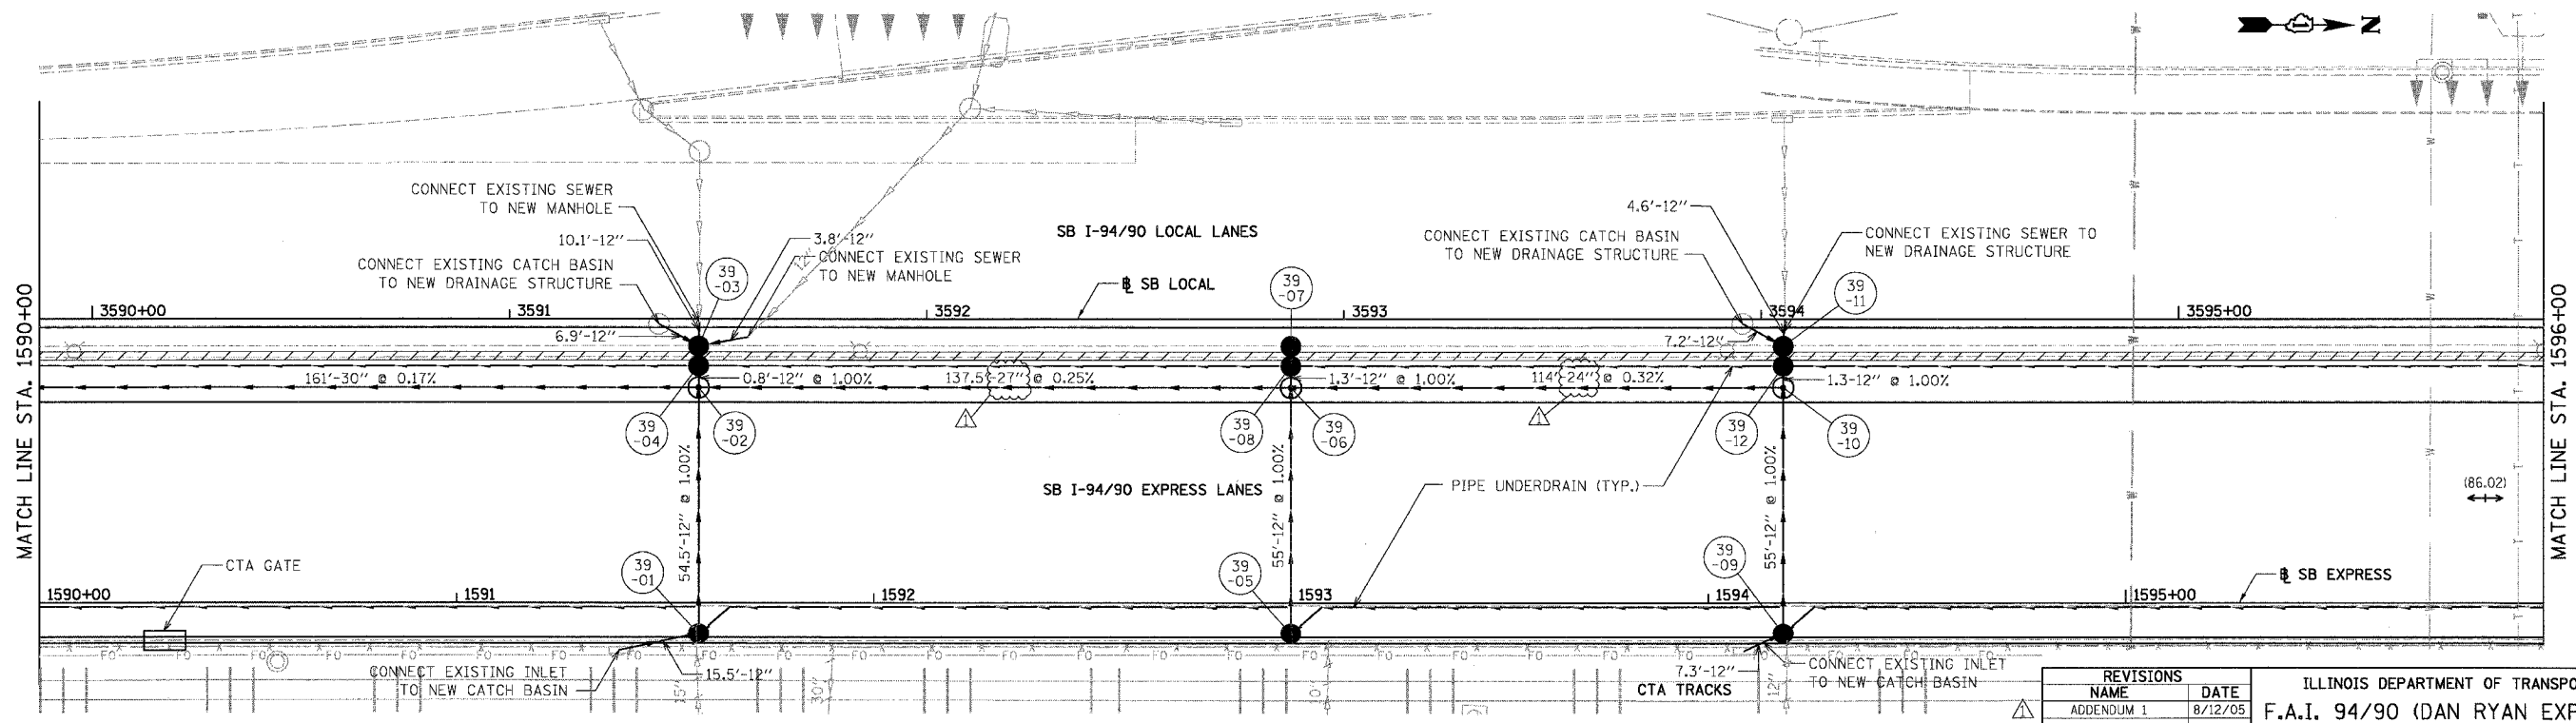 N
CONNECT EXISTING SEWER
TO NEW MANHOLE
10.1'-12"
CONNECT EXISTING CATCH BASIN
TO NEW DRAINAGE STRUCTURE
6.9'-12"
39
-03
3.8'-12"
12"
CONNECT EXISTING SEWER
TO NEW MANHOLE
SB I-94/90 LOCAL LANES
℄ SB LOCAL
39
-07
4.6'-12"
CONNECT EXISTING CATCH BASIN
TO NEW DRAINAGE STRUCTURE
7.2'-12"
CONNECT EXISTING SEWER TO
NEW DRAINAGE STRUCTURE
39
-11
MATCH LINE STA. 1590+00
3590+00
3591
3592
3593
3594
3595+00
MATCH LINE STA. 1596+00
161'-30" @ 0.17%
0.8'-12" @ 1.00%
137.5'-27" @ 0.25%
1.3'-12" @ 1.00%
114'-24" @ 0.32%
1.3-12" @ 1.00%
1
1
39
-04
39
-02
39
-08
39
-06
39
-12
39
-10
54.5'-12" @ 1.00%
55'-12" @ 1.00%
55'-12" @ 1.00%
SB I-94/90 EXPRESS LANES
PIPE UNDERDRAIN (TYP.)
(86.02)
CTA GATE
39
-01
39
-05
39
-09
℄ SB EXPRESS
1590+00
1591
1592
1593
1594
1595+00
CONNECT EXISTING INLET
TO NEW CATCH BASIN
15.5'-12"
15"
30"
10"
7.3'-12"
CTA TRACKS
12"
CONNECT EXISTING INLET
TO NEW CATCH BASIN
1
REVISIONS
NAME
DATE
ADDENDUM 1
8/12/05
ILLINOIS DEPARTMENT OF TRANSPO
F.A.I. 94/90 (DAN RYAN EXP